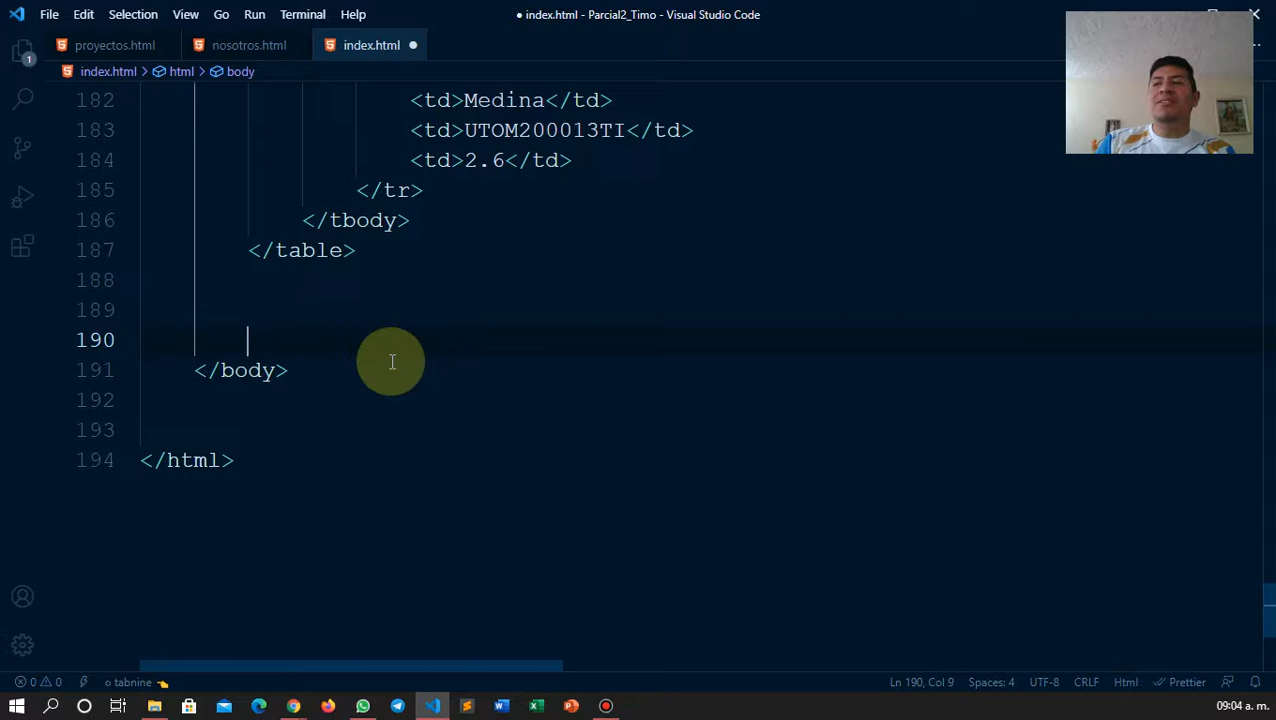 File Edit Selection View Go Run Terminal Help ● index.html - Parcial2_Timo - Visual Studio Code
proyectos.html nosotros.html index.html ●
index.html > html > body
182 <td>Medina</td>
183 <td>UTOM200013TI</td>
184 <td>2.6</td>
185 </tr>
186 </tbody>
187 </table>
188
189
190
191 </body>
192
193
194 </html>
1
0 0 tabnine Ln 190, Col 9 Spaces: 4 UTF-8 CRLF Html Prettier
09:04 a. m.